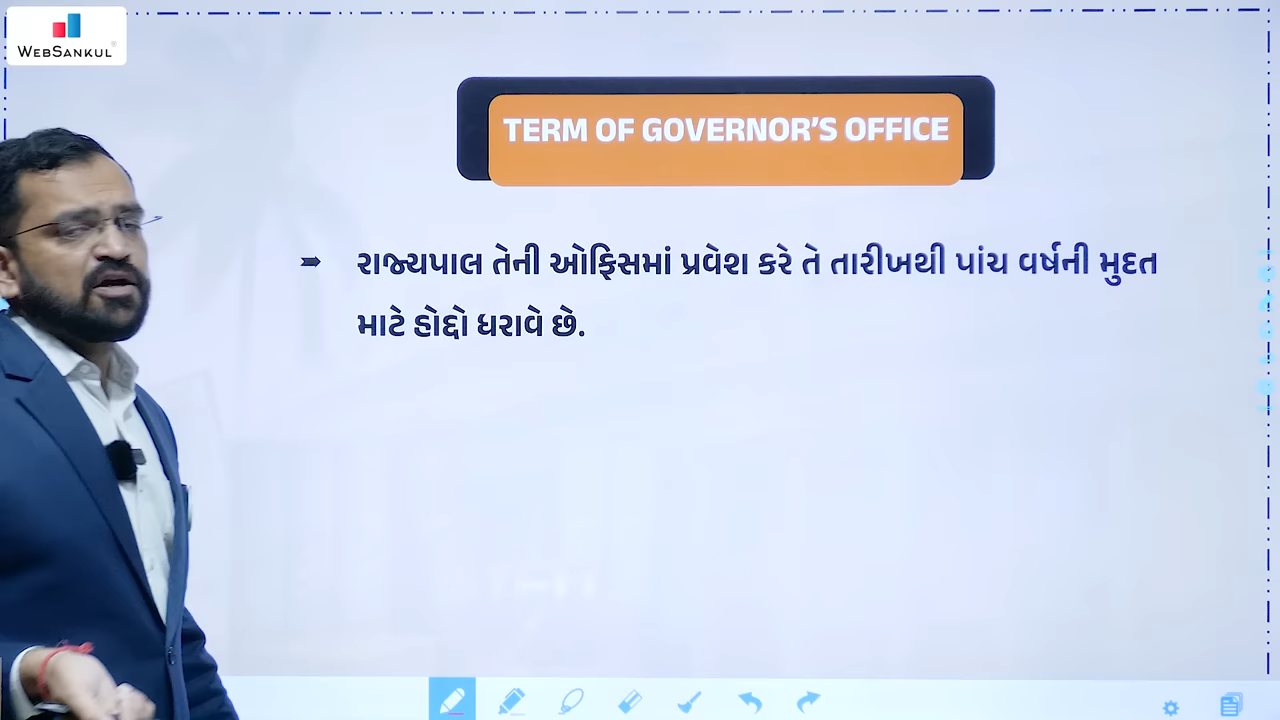 WEBSANKUL
TERM OF GOVERNOR'S OFFICE
➡ રાજ્યપાલ તેની ઓફિસમાં પ્રવેશ કરે તે તારીખથી પાંચ વર્ષની મુદત
માટે હોદ્દો ધરાવે છે.